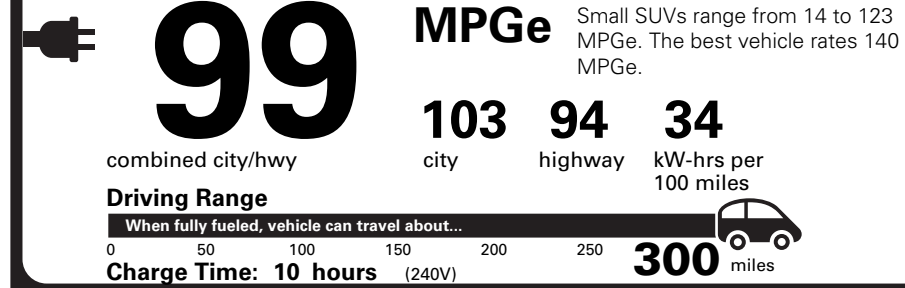 99
MPGe
Small SUVs range from 14 to 123
MPGe. The best vehicle rates 140
MPGe.
103 94 34
combined city/hwy city highway kW-hrs per
100 miles
Driving Range
When fully fueled, vehicle can travel about...
0 50 100 150 200 250 300 miles
Charge Time: 10 hours (240V)